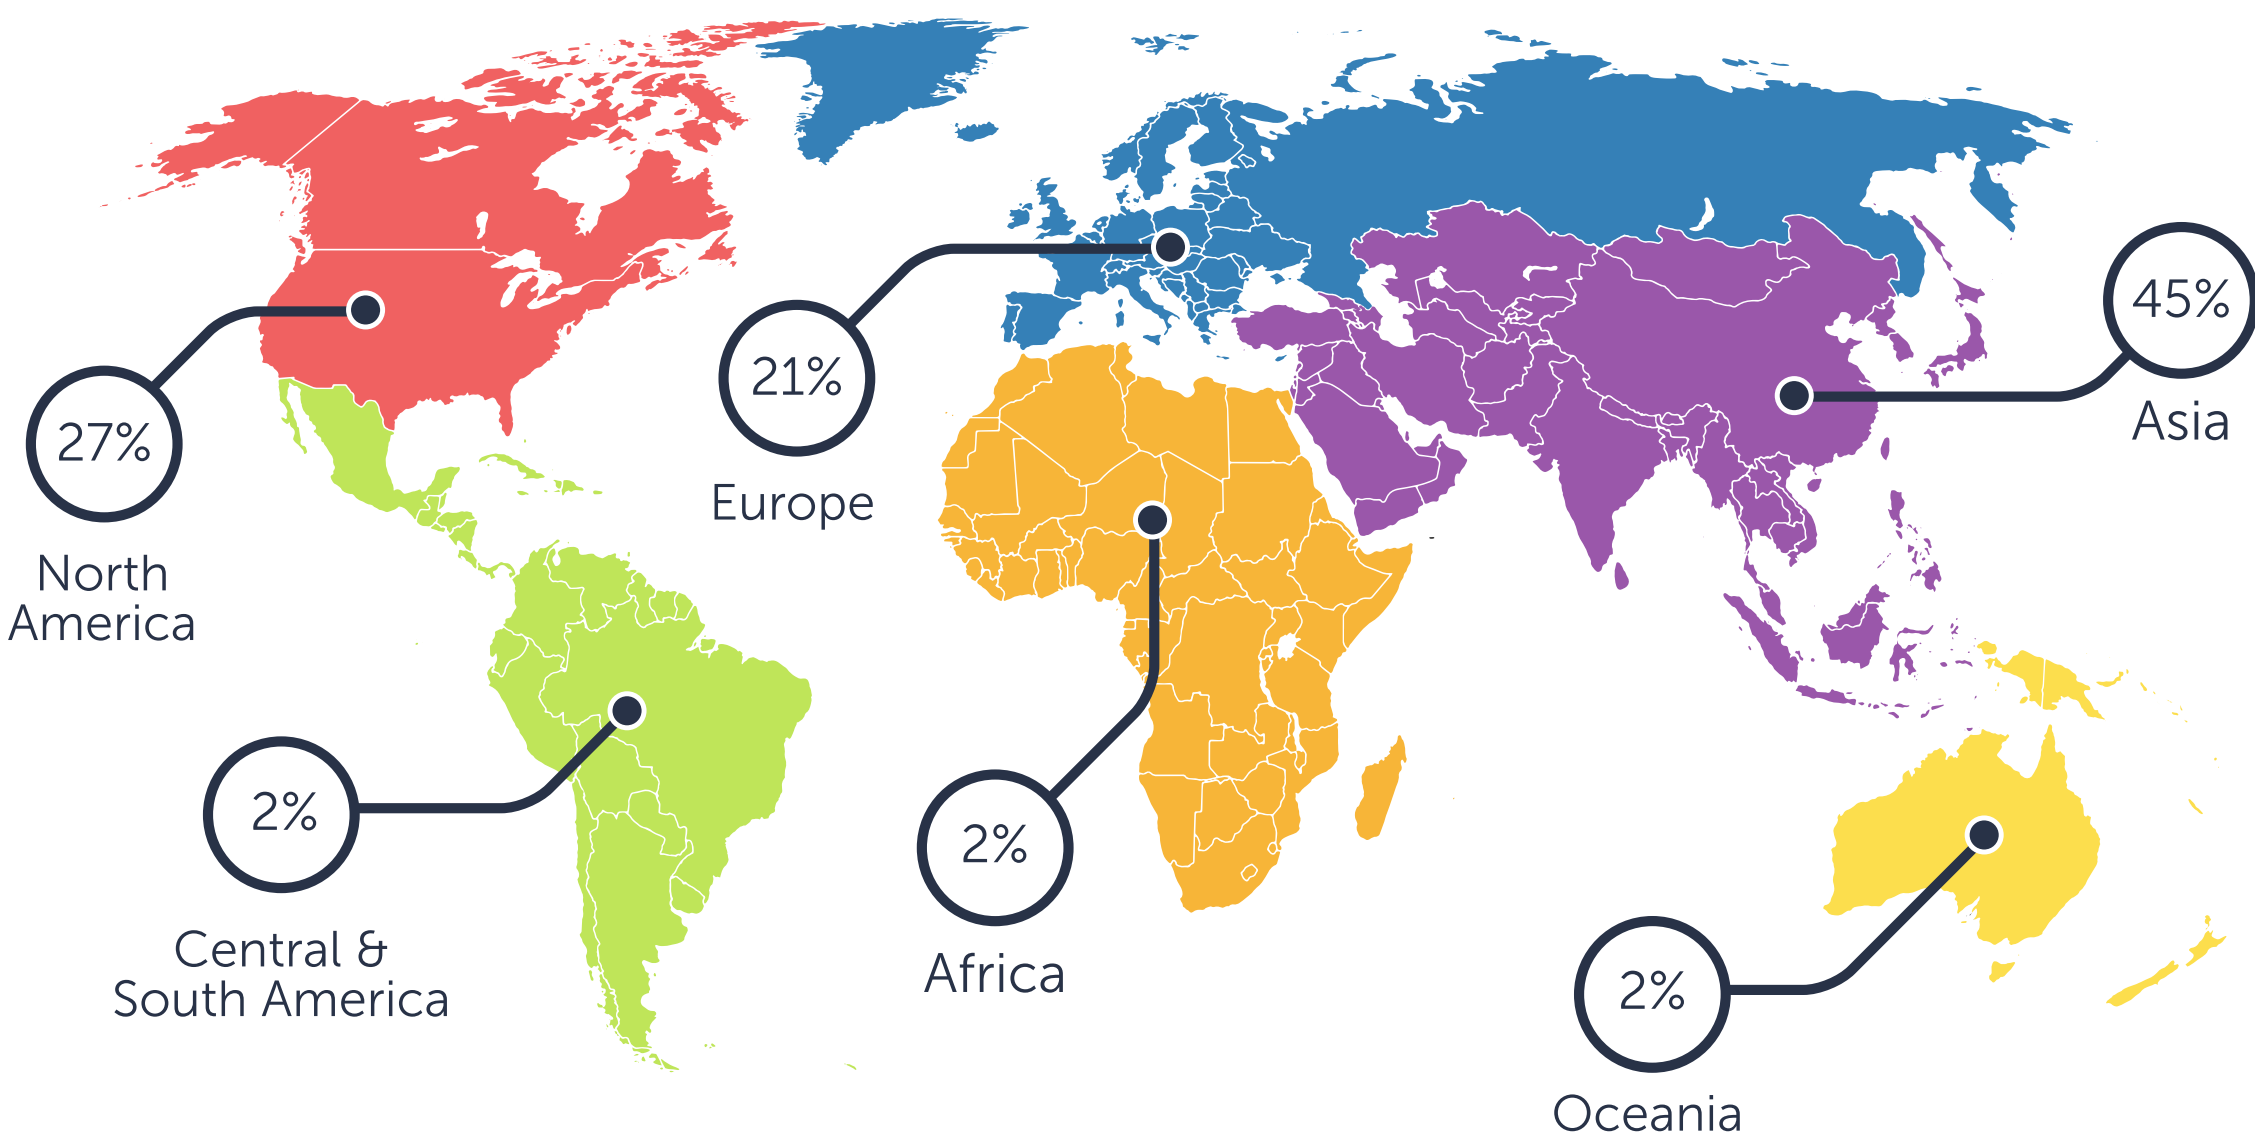 27%
North
America
21%
Europe
45%
Asia
2%
Central &
South America
2%
Africa
2%
Oceania